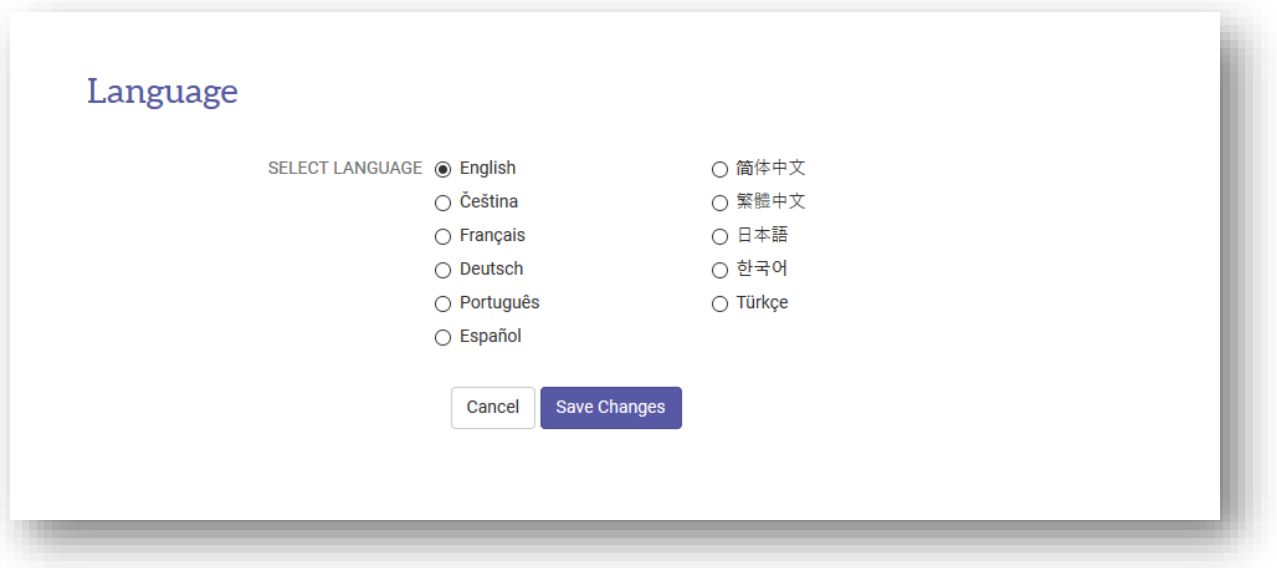 Language
SELECT LANGUAGE
English
Čeština
Français
Deutsch
Português
Español
简体中文
繁體中文
日本語
한국어
Türkçe
Cancel
Save Changes